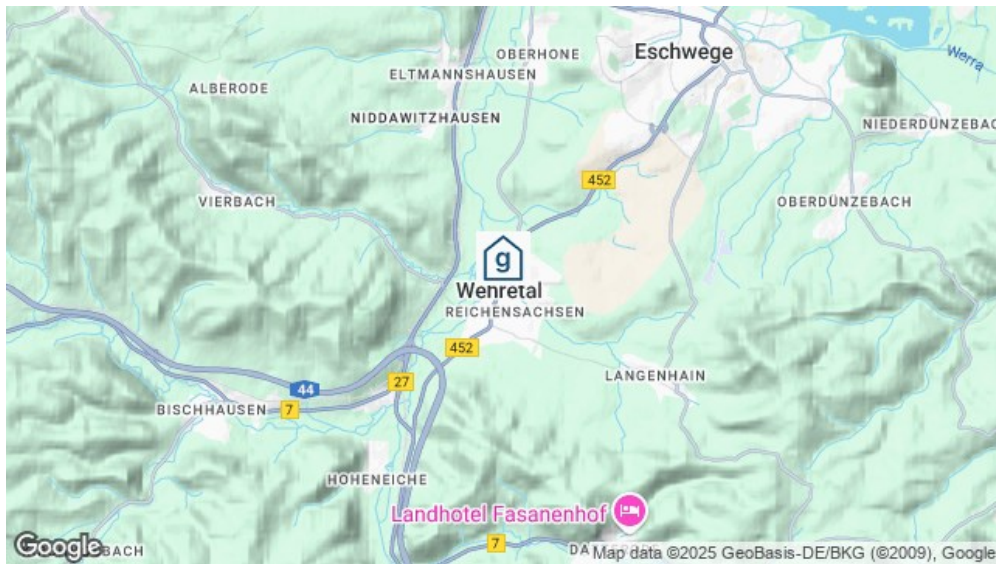 OBERHONE
Eschwege
ELTMANNSHAUSEN
Werra
ALBERODE
NIDDAWITZHAUSEN
NIEDERDÜNZEBACH
452
VIERBACH
OBERDÜNZEBACH
g
Wehretal
REICHENSACHSEN
452
LANGENHAIN
27
44
BISCHHAUSEN
7
HOHENEICHE
Landhotel Fasanenhof
7
Google
Map data ©2025 GeoBasis-DE/BKG (©2009), Google